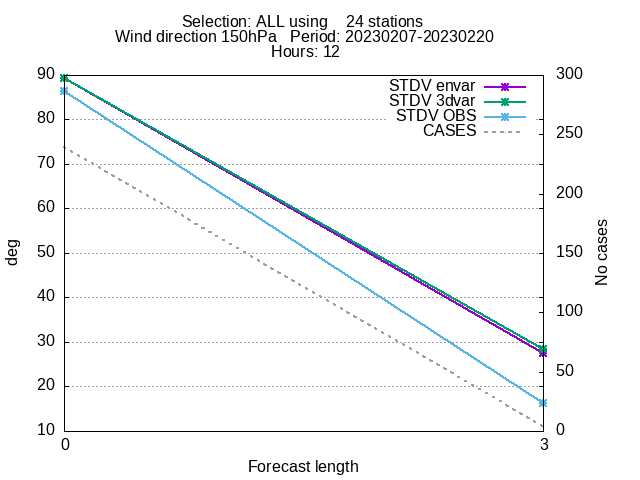 Selection: ALL using    24 stations
Wind direction 150hPa   Period: 20230207-20230220
Hours: 12
STDV envar
STDV 3dvar
STDV OBS
CASES
90
80
70
60
50
40
30
20
10
deg
300
250
200
150
100
50
0
No cases
0
3
Forecast length